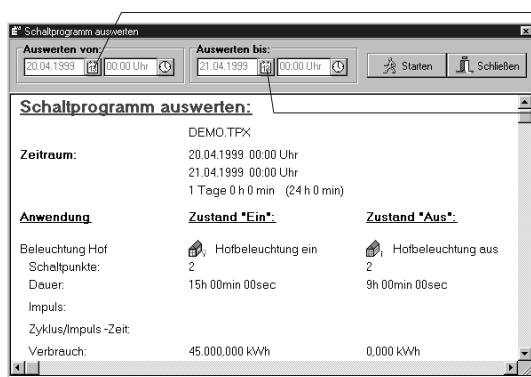 Schaltprogramm auswerten
Auswerten von: Auswerten bis:
20.04.1999 00:00 Uhr 21.04.1999 00:00 Uhr Starten Schließen
Schaltprogramm auswerten:
DEMO.TPX
Zeitraum: 20.04.1999 00:00 Uhr
21.04.1999 00:00 Uhr
1 Tage 0 h 0 min (24 h 0 min)
Anwendung Zustand "Ein": Zustand "Aus":
Beleuchtung Hof Hofbeleuchtung ein Hofbeleuchtung aus
Schaltpunkte: 2 2
Dauer: 15h 00min 00sec 9h 00min 00sec
Impuls:
Zyklus/Impuls-Zeit:
Verbrauch: 45.000,000 kWh 0,000 kWh